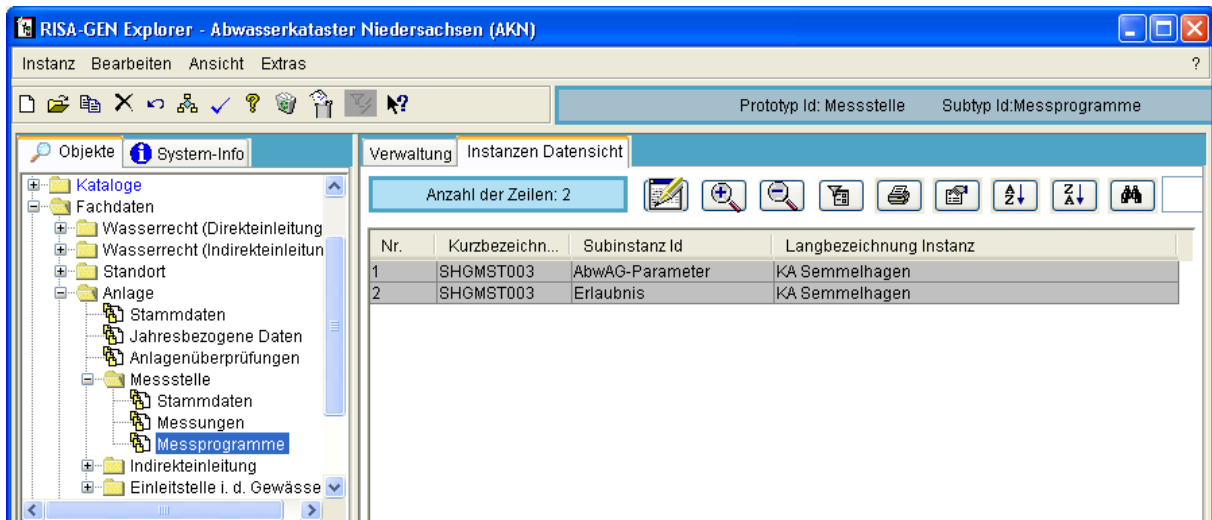 RISA-GEN Explorer - Abwasserkataster Niedersachsen (AKN)
Instanz Bearbeiten Ansicht Extras ?
Prototyp Id: Messstelle Subtyp Id:Messprogramme
Objekte System-Info
Verwaltung Instanzen Datensicht
Kataloge
Fachdaten
Wasserrecht (Direkteinleitung
Wasserrecht (Indirekteinleitun
Standort
Anlage
Stammdaten
Jahresbezogene Daten
Anlagenüberprüfungen
Messstelle
Stammdaten
Messungen
Messprogramme
Indirekteinleitung
Einleitstelle i. d. Gewässe
Anzahl der Zeilen: 2
Nr. Kurzbezeichn... Subinstanz Id Langbezeichnung Instanz
1 SHGMST003 AbwAG-Parameter KA Semmelhagen
2 SHGMST003 Erlaubnis KA Semmelhagen